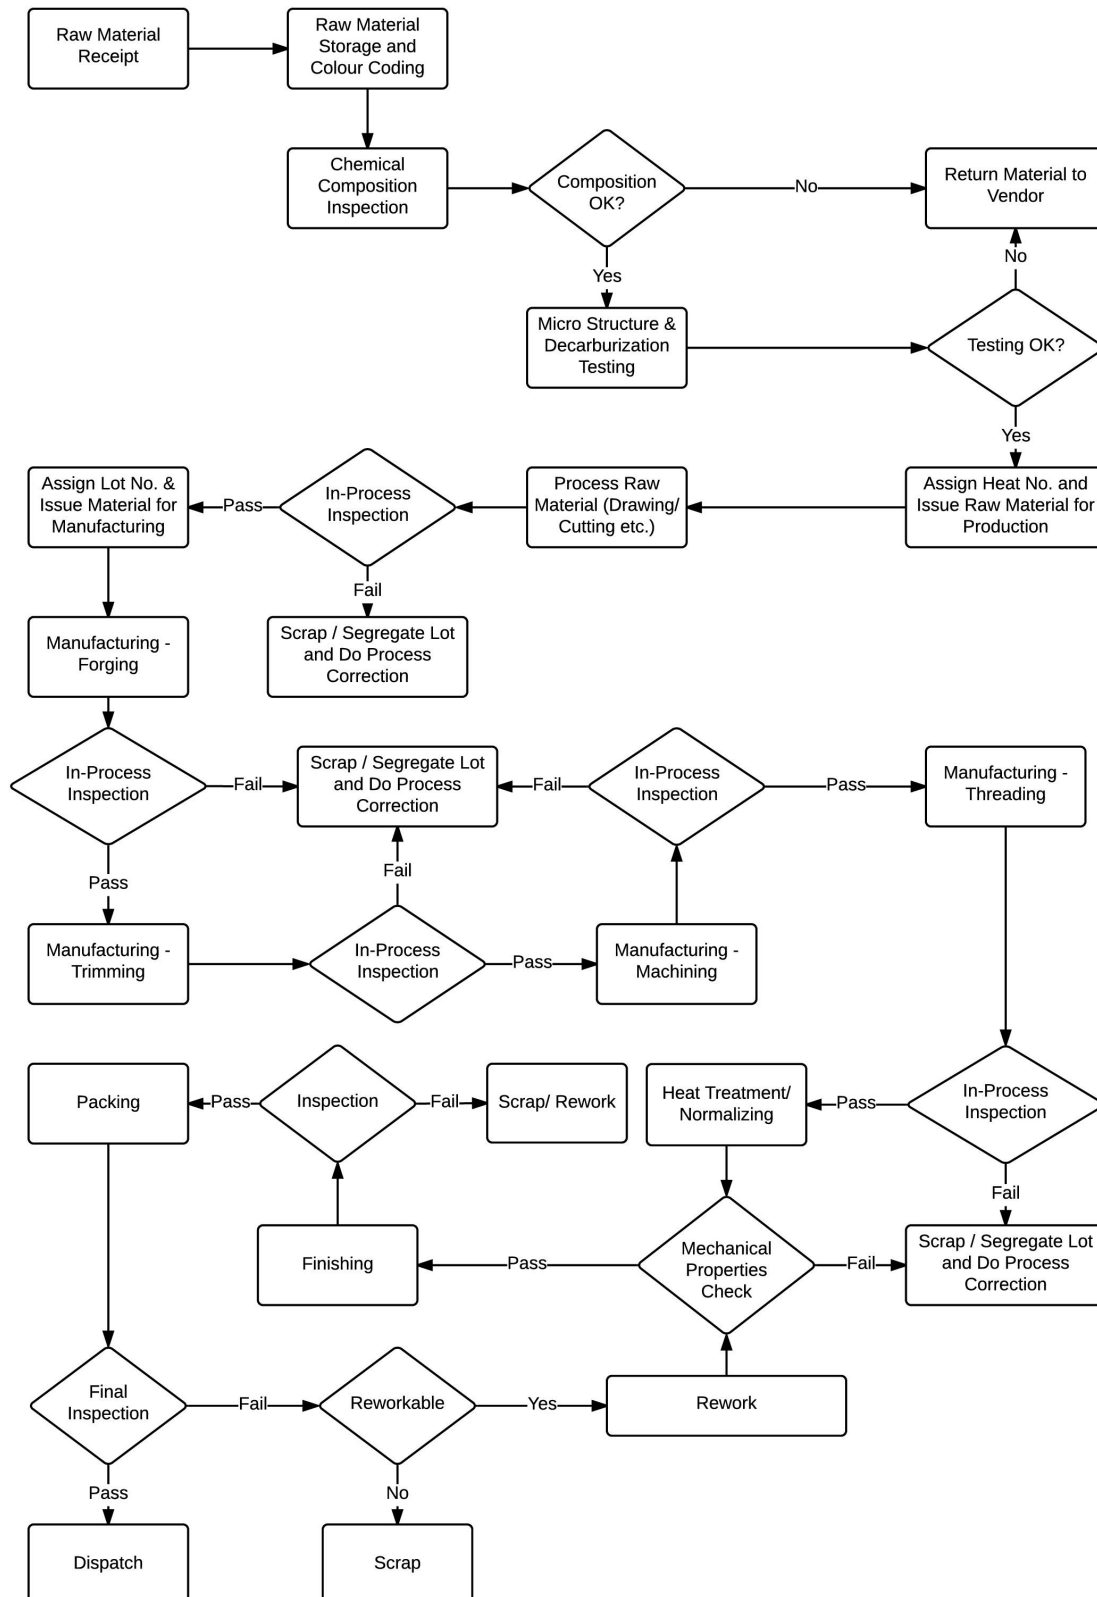 Raw Material
Receipt
Raw Material
Storage and
Colour Coding
Chemical
Composition
Inspection
Composition
OK?
No
Return Material to
Vendor
Yes
No
Micro Structure &
Decarburization
Testing
Testing OK?
Yes
Assign Lot No. &
Issue Material for
Manufacturing
Pass
In-Process
Inspection
Process Raw
Material (Drawing/
Cutting etc.)
Assign Heat No. and
Issue Raw Material for
Production
Fail
Manufacturing -
Forging
Scrap / Segregate Lot
and Do Process
Correction
In-Process
Inspection
Fail
Scrap / Segregate Lot
and Do Process
Correction
Fail
In-Process
Inspection
Pass
Manufacturing -
Threading
Pass
Fail
Manufacturing -
Trimming
In-Process
Inspection
Pass
Manufacturing -
Machining
Packing
Pass
Inspection
Fail
Scrap/ Rework
Heat Treatment/
Normalizing
Pass
In-Process
Inspection
Fail
Finishing
Pass
Mechanical
Properties
Check
Fail
Scrap / Segregate Lot
and Do Process
Correction
Final
Inspection
Fail
Reworkable
Yes
Rework
Pass
No
Dispatch
Scrap